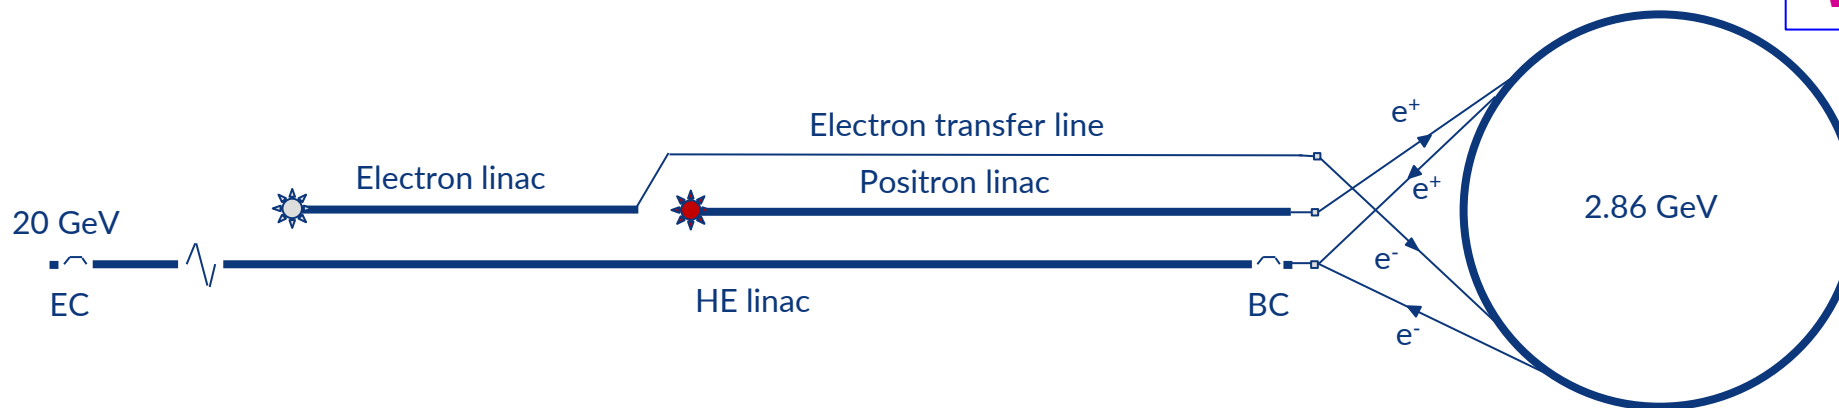 Electron transfer line
e+
Electron linac
Positron linac
e+
20 GeV
2.86 GeV
e-
EC
HE linac
BC
e-